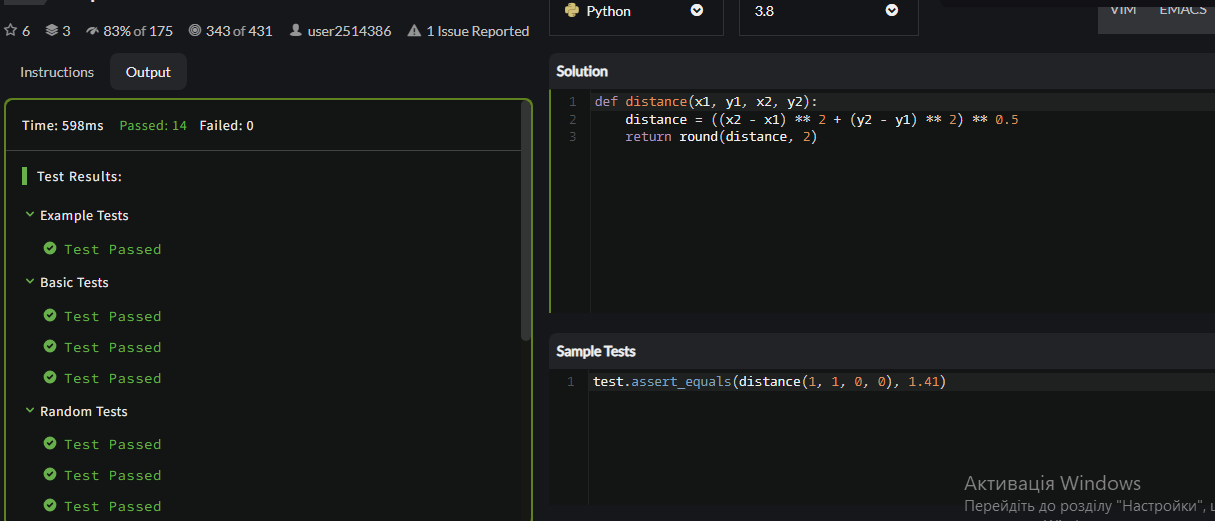 Python
3.8
VIM EMACS
6 3 83% of 175 343 of 431 user2514386 1 Issue Reported
Instructions Output
Time: 598ms Passed: 14 Failed: 0
Test Results:
Example Tests
Test Passed
Basic Tests
Test Passed
Test Passed
Test Passed
Random Tests
Test Passed
Test Passed
Test Passed
Solution
1 def distance(x1, y1, x2, y2):
2 distance = ((x2 - x1) ** 2 + (y2 - y1) ** 2) ** 0.5
3 return round(distance, 2)
Sample Tests
1 test.assert_equals(distance(1, 1, 0, 0), 1.41)
Активація Windows
Перейдіть до розділу "Настройки",